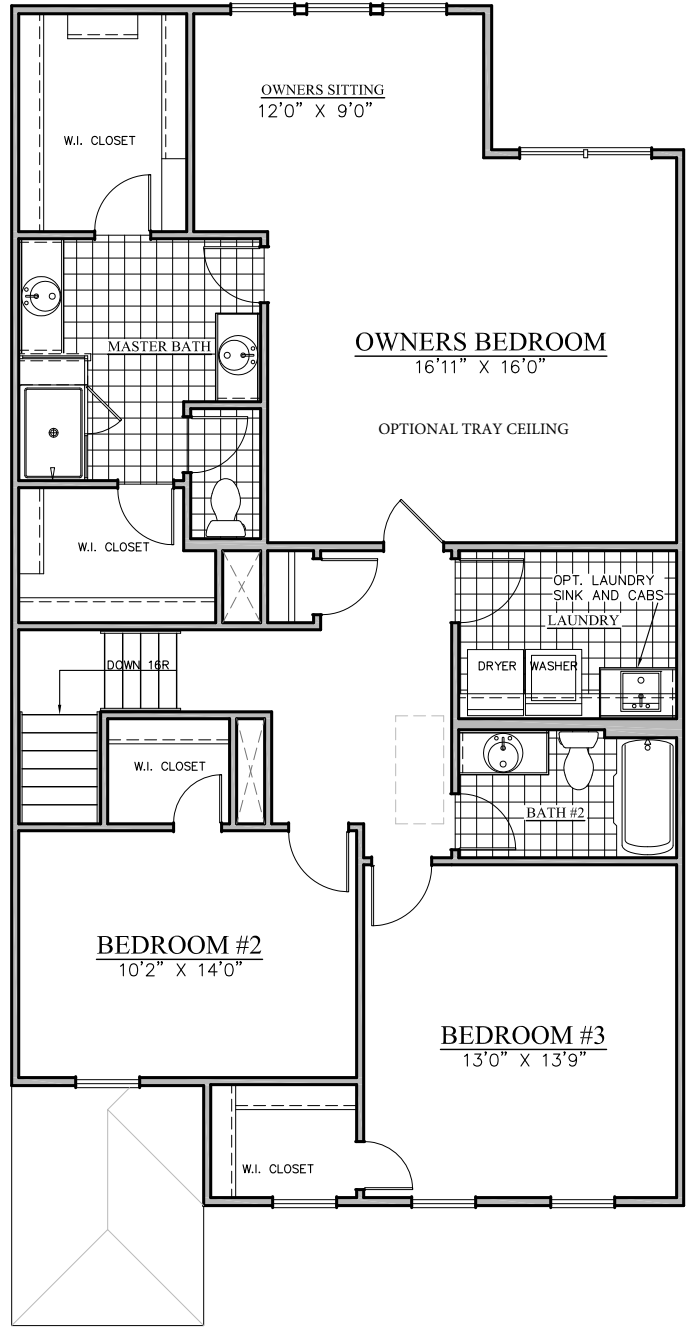 OWNERS SITTING
12'0" X 9'0"
W.I. CLOSET
MASTER BATH
OWNERS BEDROOM
16'11" X 16'0"
OPTIONAL TRAY CEILING
W.I. CLOSET
OPT. LAUNDRY
SINK AND CABS
LAUNDRY
DOWN 16R
DRYER
WASHER
W.I. CLOSET
BATH #2
BEDROOM #2
10'2" X 14'0"
BEDROOM #3
13'0" X 13'9"
W.I. CLOSET